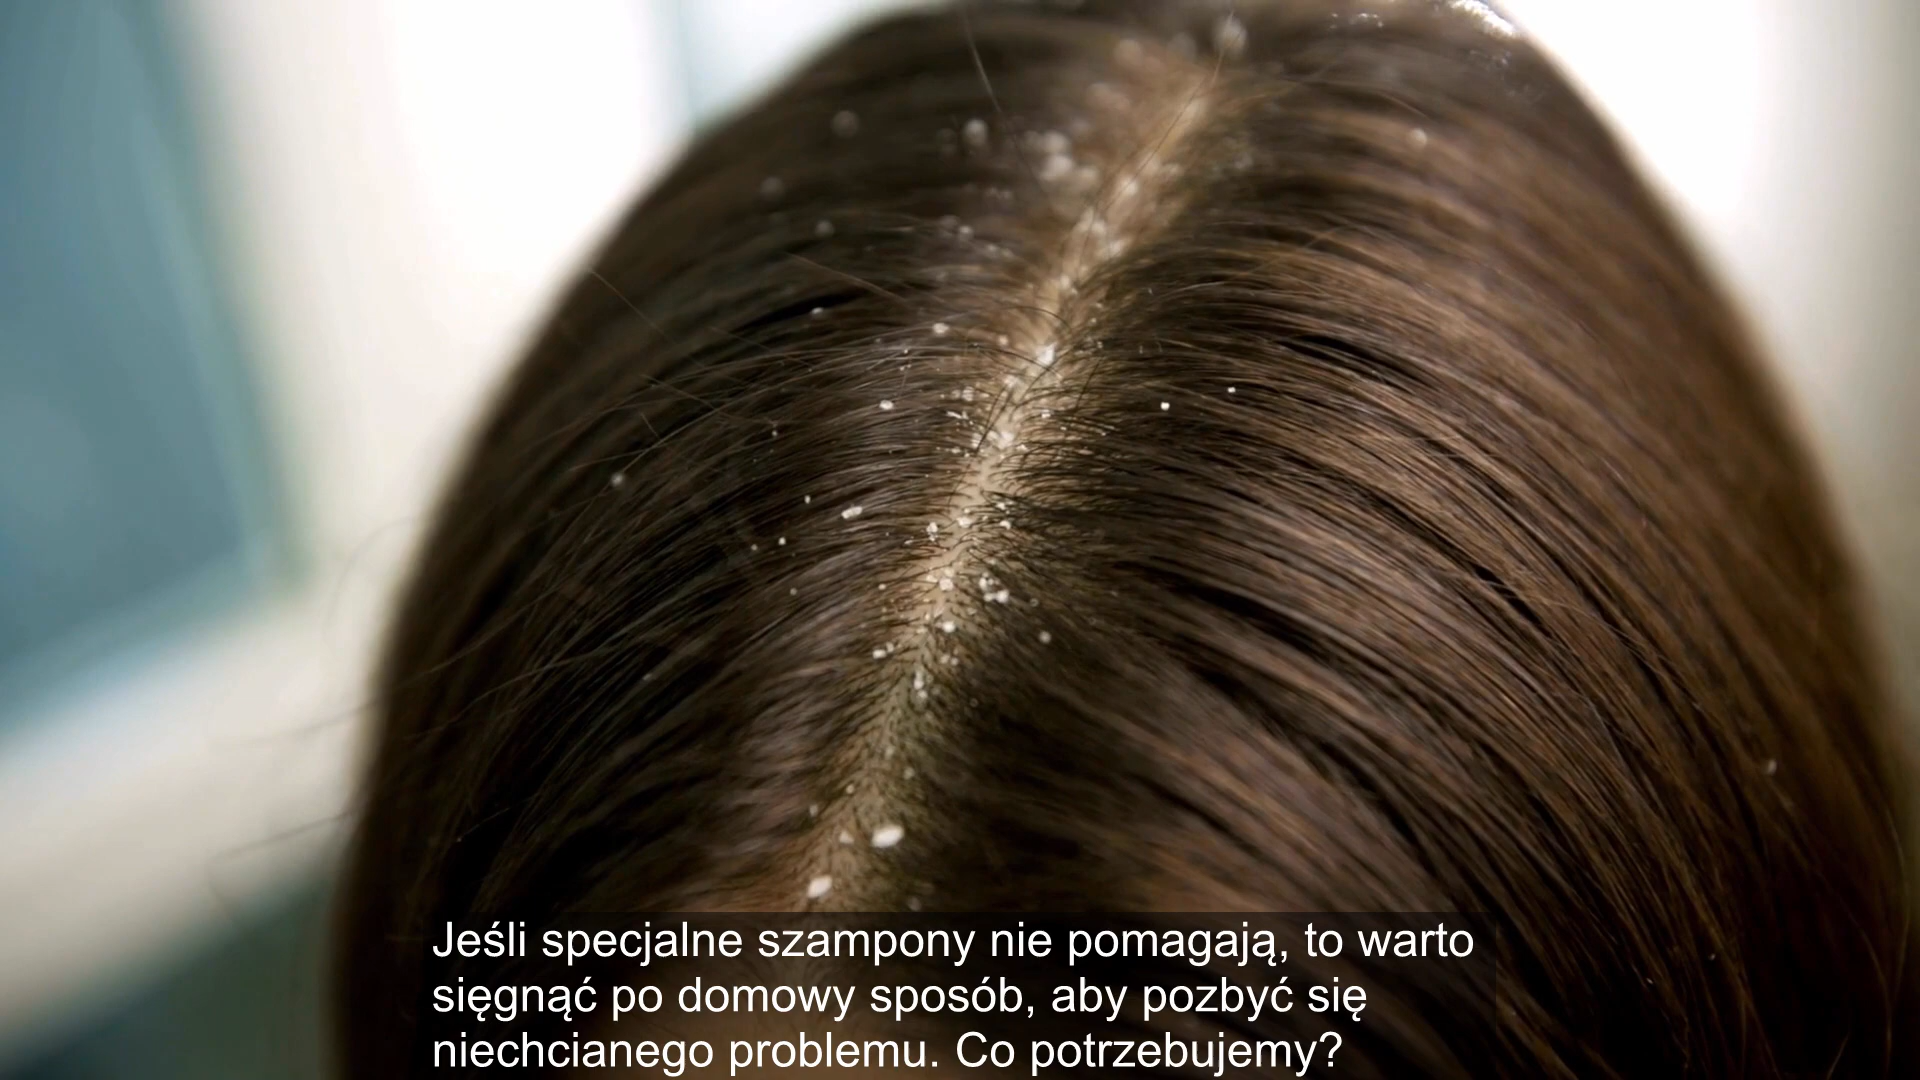 Jeśli specjalne szampony nie pomagają, to warto
sięgnąć po domowy sposób, aby pozbyć się
niechcianego problemu. Co potrzebujemy?